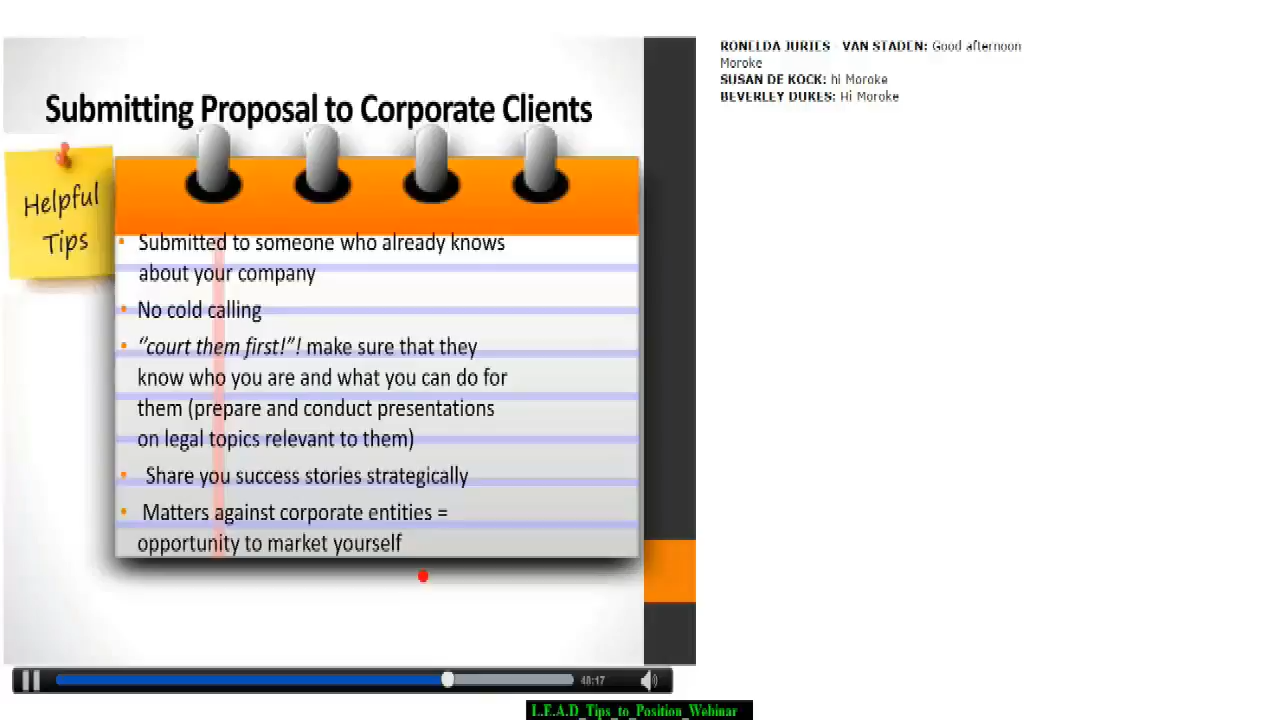 Submitting Proposal to Corporate Clients
Helpful
Tips
• Submitted to someone who already knows
about your company
• No cold calling
• “court them first!”! make sure that they
know who you are and what you can do for
them (prepare and conduct presentations
on legal topics relevant to them)
• Share you success stories strategically
• Matters against corporate entities =
opportunity to market yourself
48:17
L.E.A.D_Tips_to_Position_Webinar
RONELDA JURIES - VAN STADEN: Good afternoon
Moroke
SUSAN DE KOCK: hi Moroke
BEVERLEY DUKES: Hi Moroke